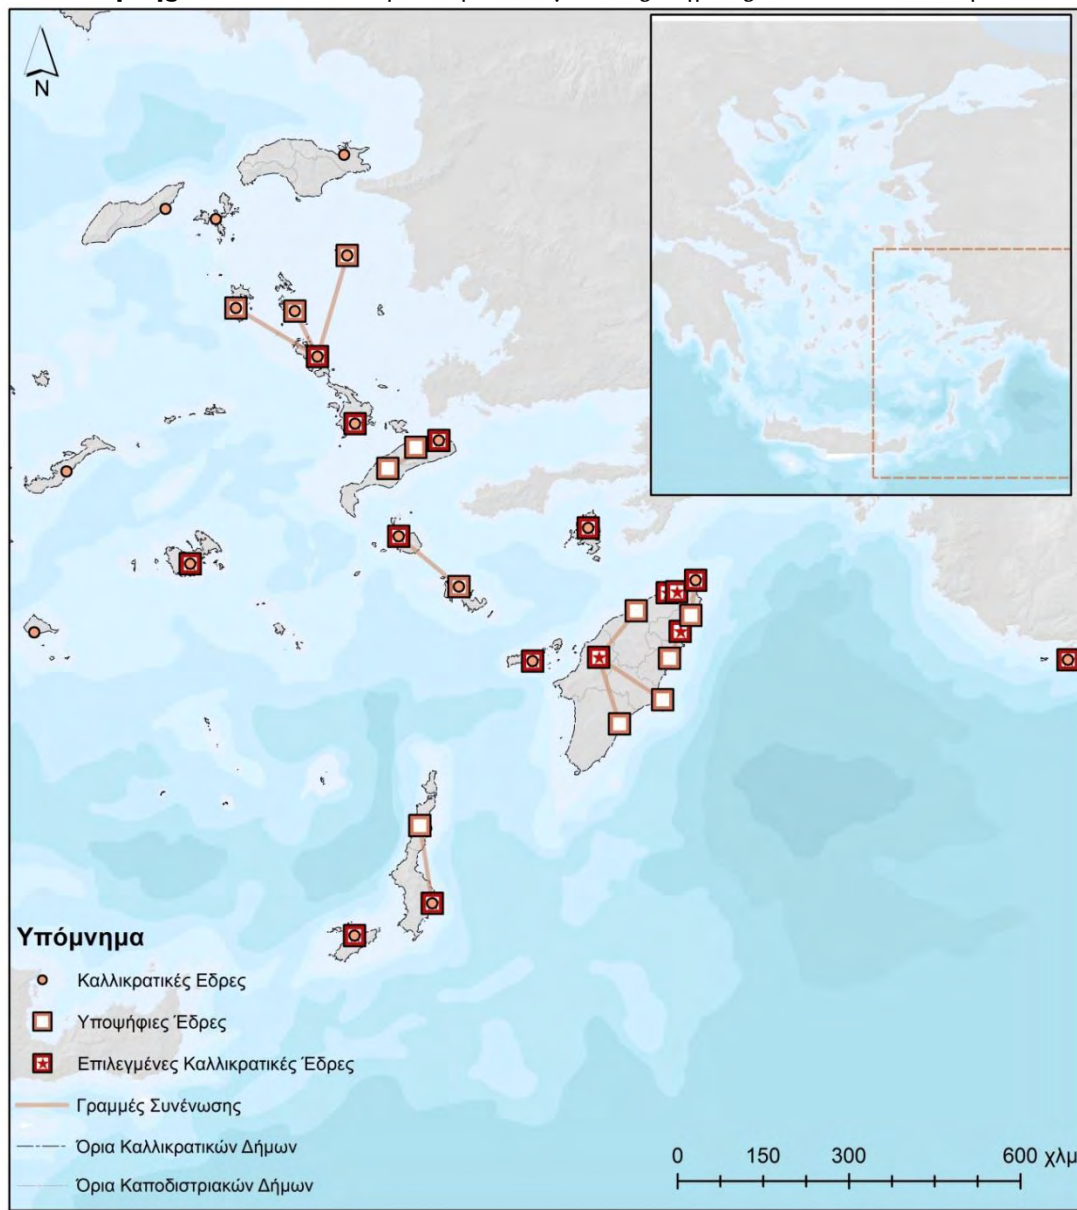 N
Υπόμνημα
Καλλικρατικές Εδρες
Υποψήφιες Έδρες
Επιλεγμένες Καλλικρατικές Έδρες
Γραμμές Συνένωσης
Όρια Καλλικρατικών Δήμων
Όρια Καποδιστριακών Δήμων
0 150 300 600 χλμ